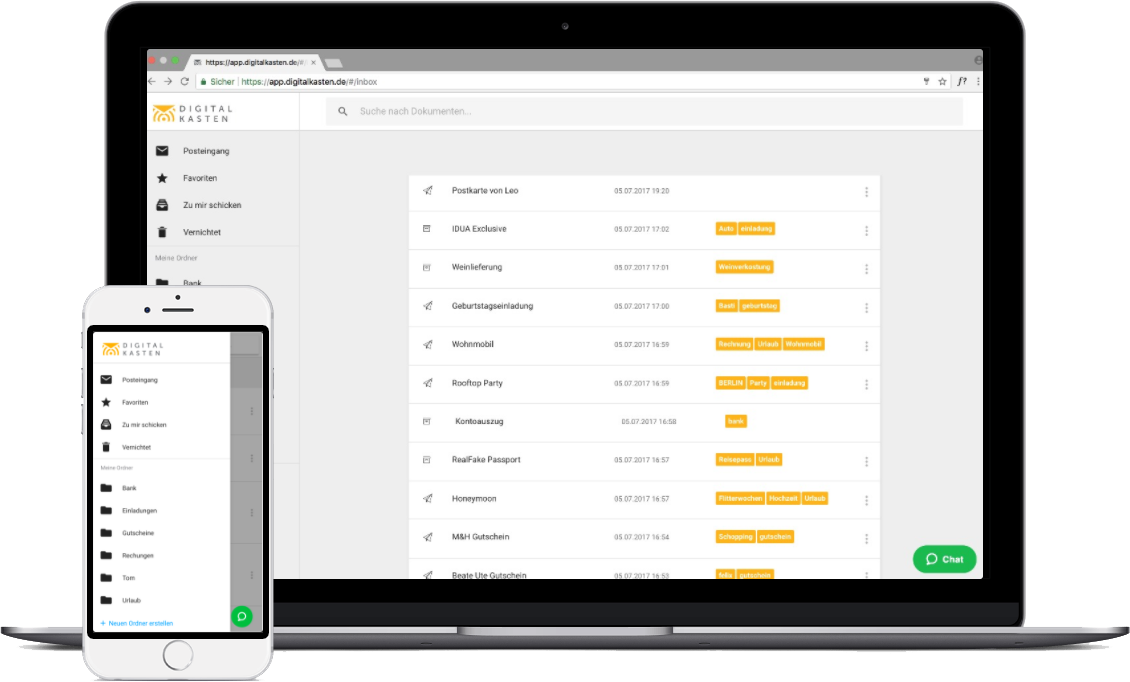 https://app.digitalkasten.de/#/
Sicher https://app.digitalkasten.de/#/inbox f?
DIGITAL
KASTEN
Suche nach Dokumenten...
Posteingang
Favoriten
Zu mir schicken
Vernichtet
Meine Ordner
Bank
Postkarte von Leo 05.07.2017 19:20
IDUA Exclusive 05.07.2017 17:02 Auto einladung
Weinlieferung 05.07.2017 17:01 Weinverkostung
Geburtstagseinladung 05.07.2017 17:00 geburtstag
Wohnmobil 05.07.2017 16:59 Rechnung Urlaub Wohnmobil
Rooftop Party 05.07.2017 16:59 BERLIN Party einladung
Kontoauszug 05.07.2017 16:58 bank
RealFake Passport 05.07.2017 16:57 Reisepass Urlaub
Honeymoon 05.07.2017 16:57 Flitterwochen Hochzeit Urlaub
M&H Gutschein 05.07.2017 16:54 Schopping gutschein
Beate Ute Gutschein 05.07.2017 16:53 gutschein
Chat
DIGITAL
KASTEN
Posteingang
Favoriten
Zu mir schicken
Vernichtet
Meine Ordner
Bank
Einladungen
Gutscheine
Rechungen
Tom
Urlaub
+ Neuen Ordner erstellen